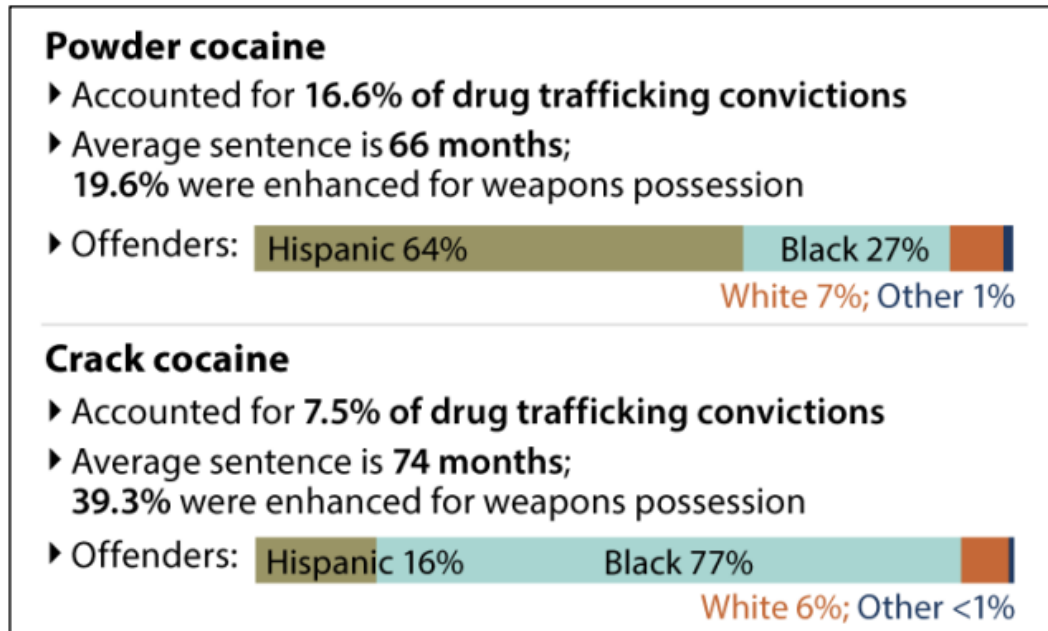 Powder cocaine
Accounted for 16.6% of drug trafficking convictions
Average sentence is 66 months;
19.6% were enhanced for weapons possession
Offenders: Hispanic 64% Black 27%
White 7%; Other 1%
Crack cocaine
Accounted for 7.5% of drug trafficking convictions
Average sentence is 74 months;
39.3% were enhanced for weapons possession
Offenders: Hispanic 16% Black 77%
White 6%; Other <1%